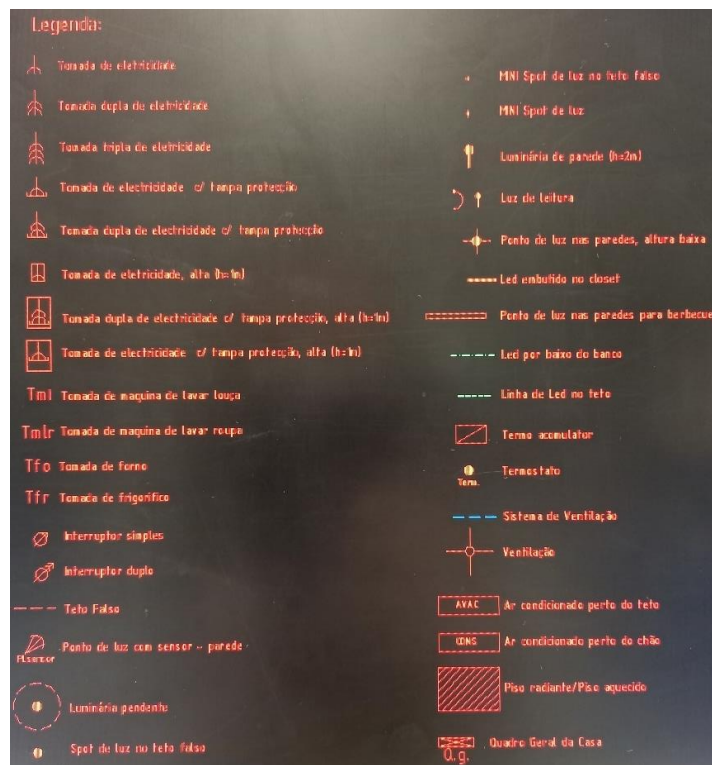 Legenda:
Tomada de eletricidade
Tomada dupla de eletricidade
Tomada tripla de eletricidade
Tomada de electricidade c/ tampa protecção
Tomada dupla de electricidade c/ tampa protecção
Tomada de eletricidade, alta (h=1m)
Tomada dupla de electricidade c/ tampa protecção, alta (h=1m)
Tomada de electricidade c/ tampa protecção, alta (h=1m)
Tml Tomada de maquina de lavar louça
Tmlr Tomada de maquina de lavar roupa
Tfo Tomada de forno
Tfr Tomada de frigorifico
Interruptor simples
Interruptor duplo
Teto Falso
Ponto de luz com sensor - parede
Luminária pendente
Spot de luz no teto falso
MNI Spot de luz no teto falso
MNI Spot de luz
Luminária de parede (h=2m)
Luz de leitura
Ponto de luz nas paredes, altura baixa
Led embutido no closet
Ponto de luz nas paredes para berbecue
Led por baixo do banco
Linha de Led no teto
Termo acomulator
Term. Termostato
Sistema de Ventilação
Ventilação
AVAC Ar condicionado perto do teto
CONS Ar condicionado perto do chão
Piso radiante/Piso aquecido
Quadro Geral da Casa
Q.g.